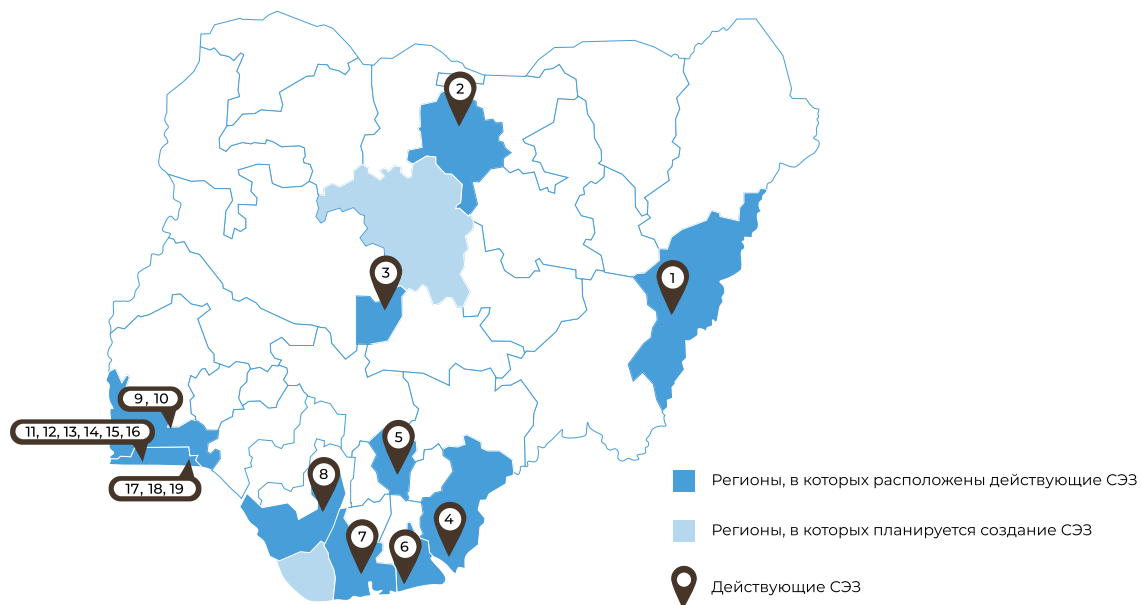 2
3
1
9, 10
11, 12, 13, 14, 15, 16
5
8
17, 18, 19
4
7
6
Регионы, в которых расположены действующие СЭЗ
Регионы, в которых планируется создание СЭЗ
Действующие СЭЗ